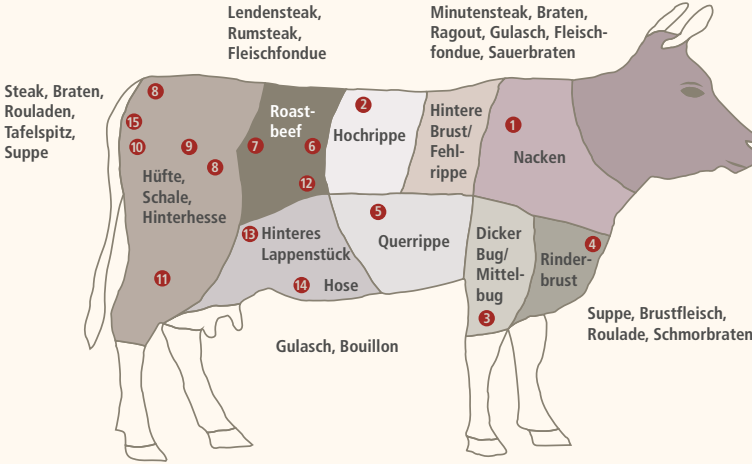 Lendensteak,
Rumsteak,
Fleischfondue
Minutensteak, Braten,
Ragout, Gulasch, Fleisch-
fondue, Sauerbraten
Steak, Braten,
Rouladen,
Tafelspitz,
Suppe
8
15
10
9
8
Hüfte,
Schale,
Hinterhesse
11
Roast-
beef
7
6
12
2
Hochrippe
Hintere
Brust/
Fehl-
rippe
1
Nacken
13
Hinteres
Lappenstück
14
Hose
5
Querrippe
Dicker
Bug/
Mittel-
bug
3
4
Rinder-
brust
Suppe, Brustfleisch,
Roulade, Schmorbraten
Gulasch, Bouillon